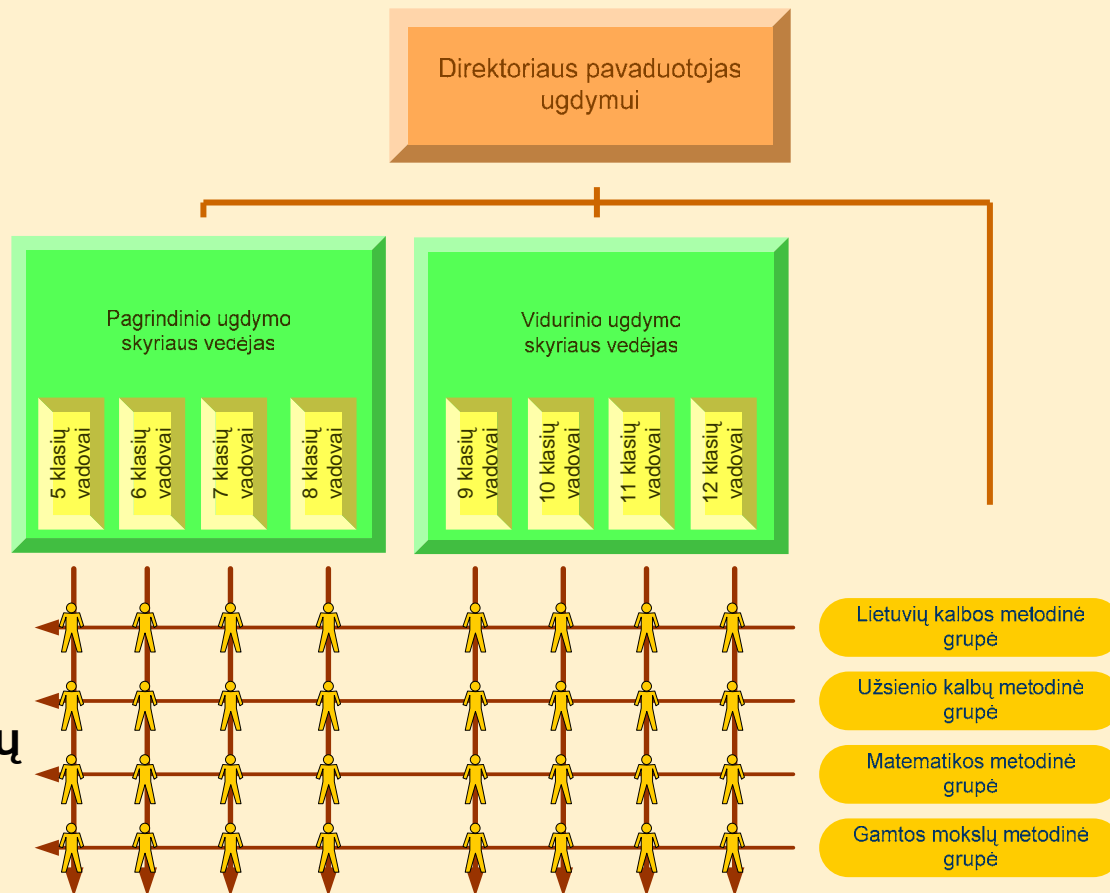 Direktoriaus pavaduotojas
ugdymui
Pagrindinio ugdymo
skyriaus vedėjas
Vidurinio ugdymo
skyriaus vedėjas
5 klasių
vadovai
6 klasių
vadovai
7 klasių
vadovai
8 klasių
vadovai
9 klasių
vadovai
10 klasių
vadovai
11 klasių
vadovai
12 klasių
vadovai
Lietuvių kalbos metodinė
grupė
Užsienio kalbų metodinė
grupė
ų
Matematikos metodinė
grupė
Gamtos mokslų metodinė
grupė